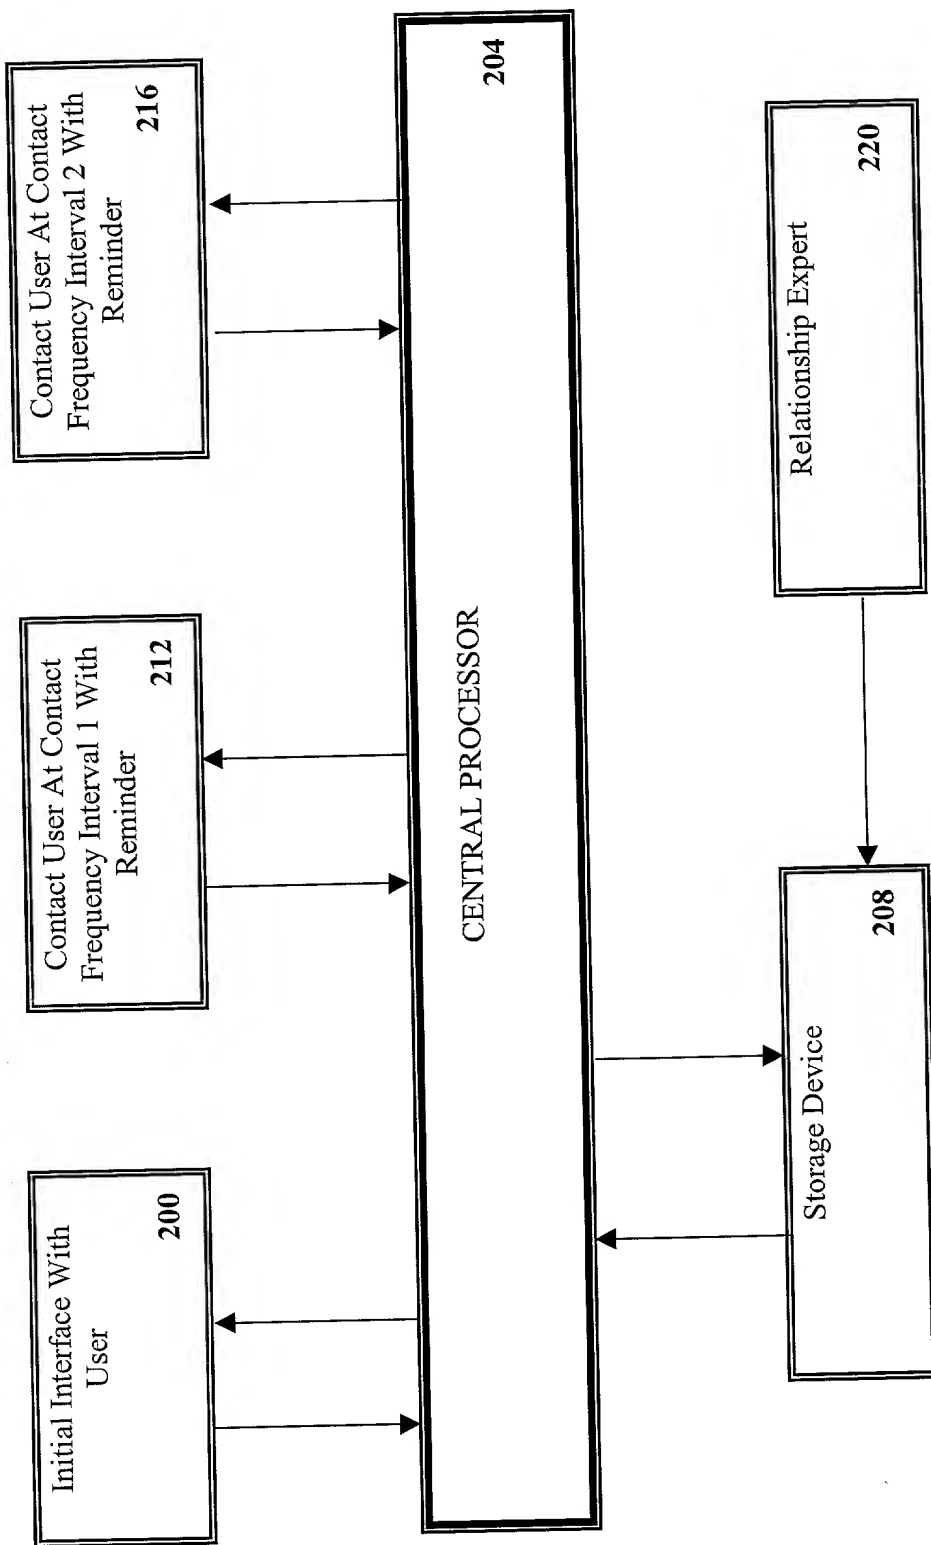 Initial Interface With
User
200
Contact User At Contact
Frequency Interval 1 With
Reminder
212
Contact User At Contact
Frequency Interval 2 With
Reminder
216
CENTRAL PROCESSOR
204
Storage Device
208
Relationship Expert
220